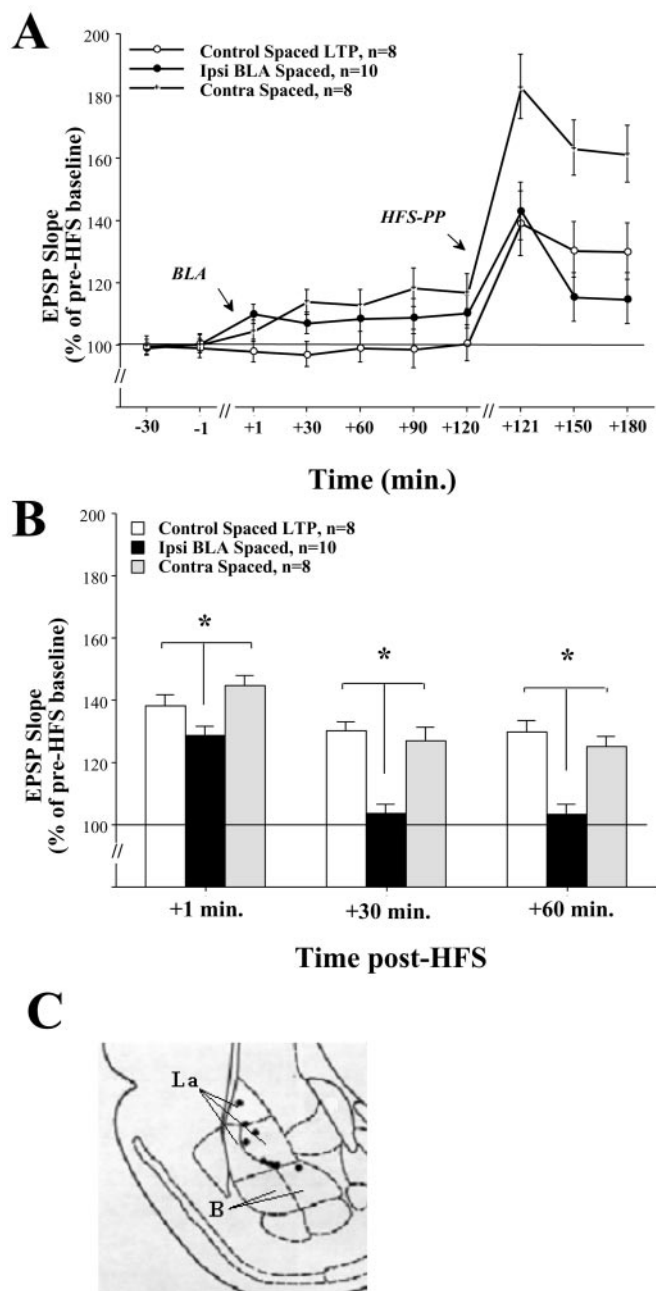 A
200
180
160
140
120
100
EPSP Slope
(% of pre-HFS baseline)
Control Spaced LTP, n=8
Ipsi BLA Spaced, n=10
Contra Spaced, n=8
BLA
HFS-PP
//
// //
-30 -1 +1 +30 +60 +90 +120 +121 +150 +180
Time (min.)
B
200
180
160
140
120
100
EPSP Slope
(% of pre-HFS baseline)
Control Spaced LTP, n=8
Ipsi BLA Spaced, n=10
Contra Spaced, n=8
* * *
//
+1 min. +30 min. +60 min.
Time post-HFS
C
La
B